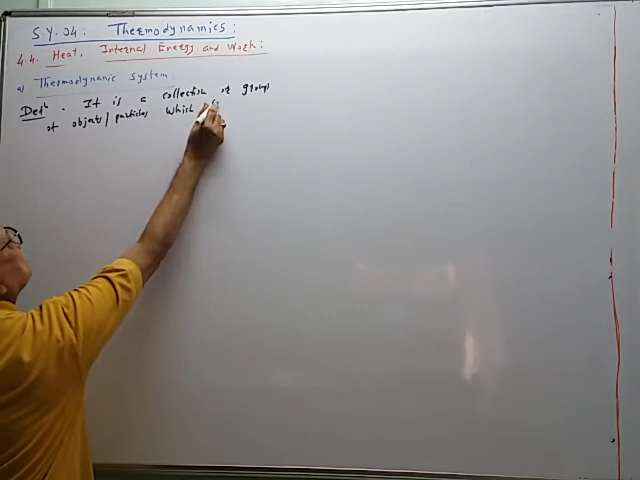 S.Y. 04: Thermodynamics:
4.4. Heat, Internal Energy and Work:
a) Thermodynamic system:
Defⁿ. It is a collection or group
of objects/particles which